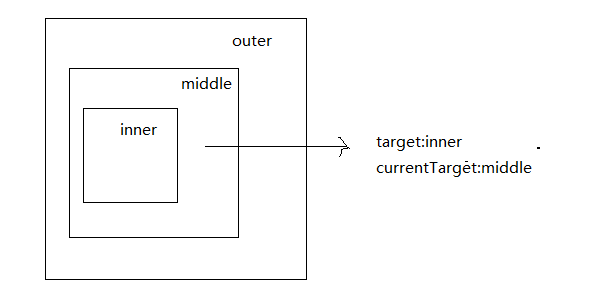 outer
middle
inner
target:inner
currentTarget:middle